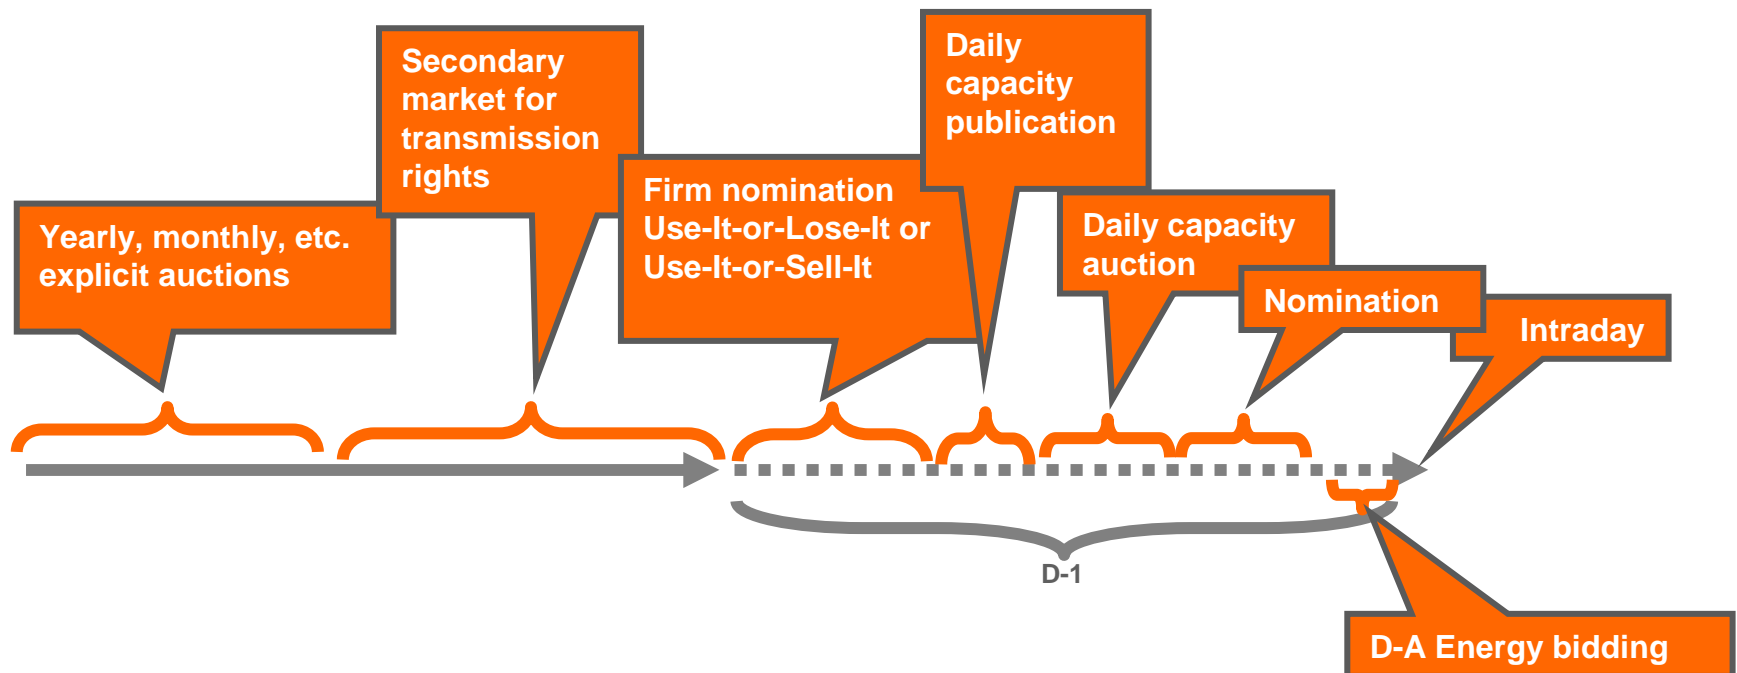 Yearly, monthly, etc.
explicit auctions
Secondary
market for
transmission
rights
Firm nomination
Use-It-or-Lose-It or
Use-It-or-Sell-It
Daily
capacity
publication
Daily capacity
auction
Nomination
Intraday
D-1
D-A Energy bidding